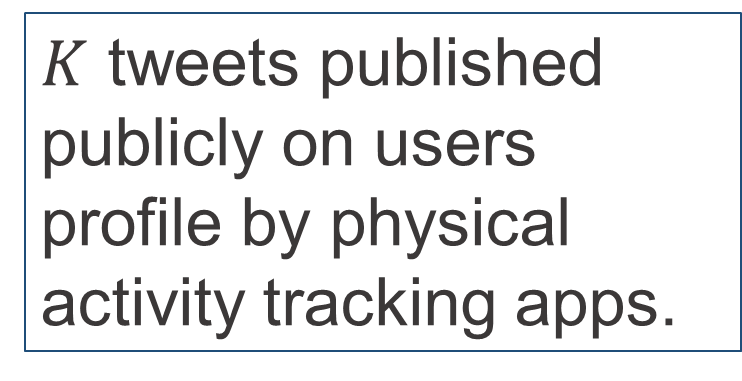 K tweets published
publicly on users
profile by physical
activity tracking apps.